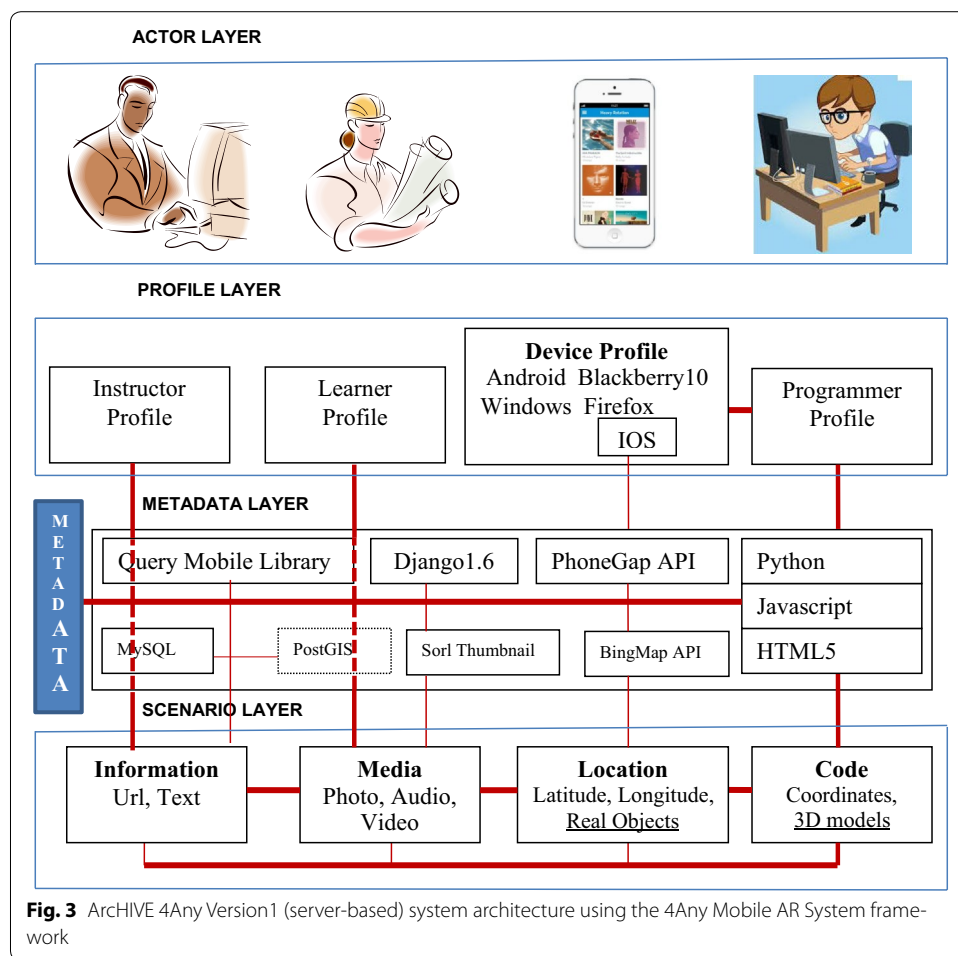 ACTOR LAYER
PROFILE LAYER
Instructor
Profile
Learner
Profile
Device Profile
Android Blackberry10
Windows Firefox
IOS
Programmer
Profile
METADATA LAYER
METADATA
Query Mobile Library
Django1.6
PhoneGap API
Python
Javascript
HTML5
MySQL
PostGIS
Sorl Thumbnail
BingMap API
SCENARIO LAYER
Information
Url, Text
Media
Photo, Audio,
Video
Location
Latitude, Longitude,
Real Objects
Code
Coordinates,
3D models
Fig. 3 ArcHIVE 4Any Version1 (server-based) system architecture using the 4Any Mobile AR System frame-
work